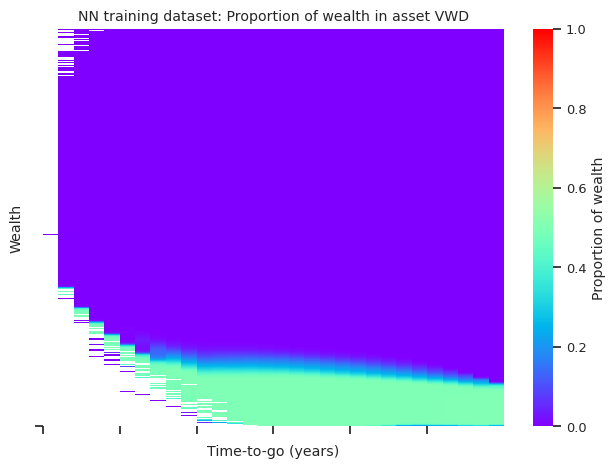 NN training dataset: Proportion of wealth in asset VWD
Wealth
Time-to-go (years)
1.0
0.8
0.6
0.4
0.2
0.0
Proportion of wealth